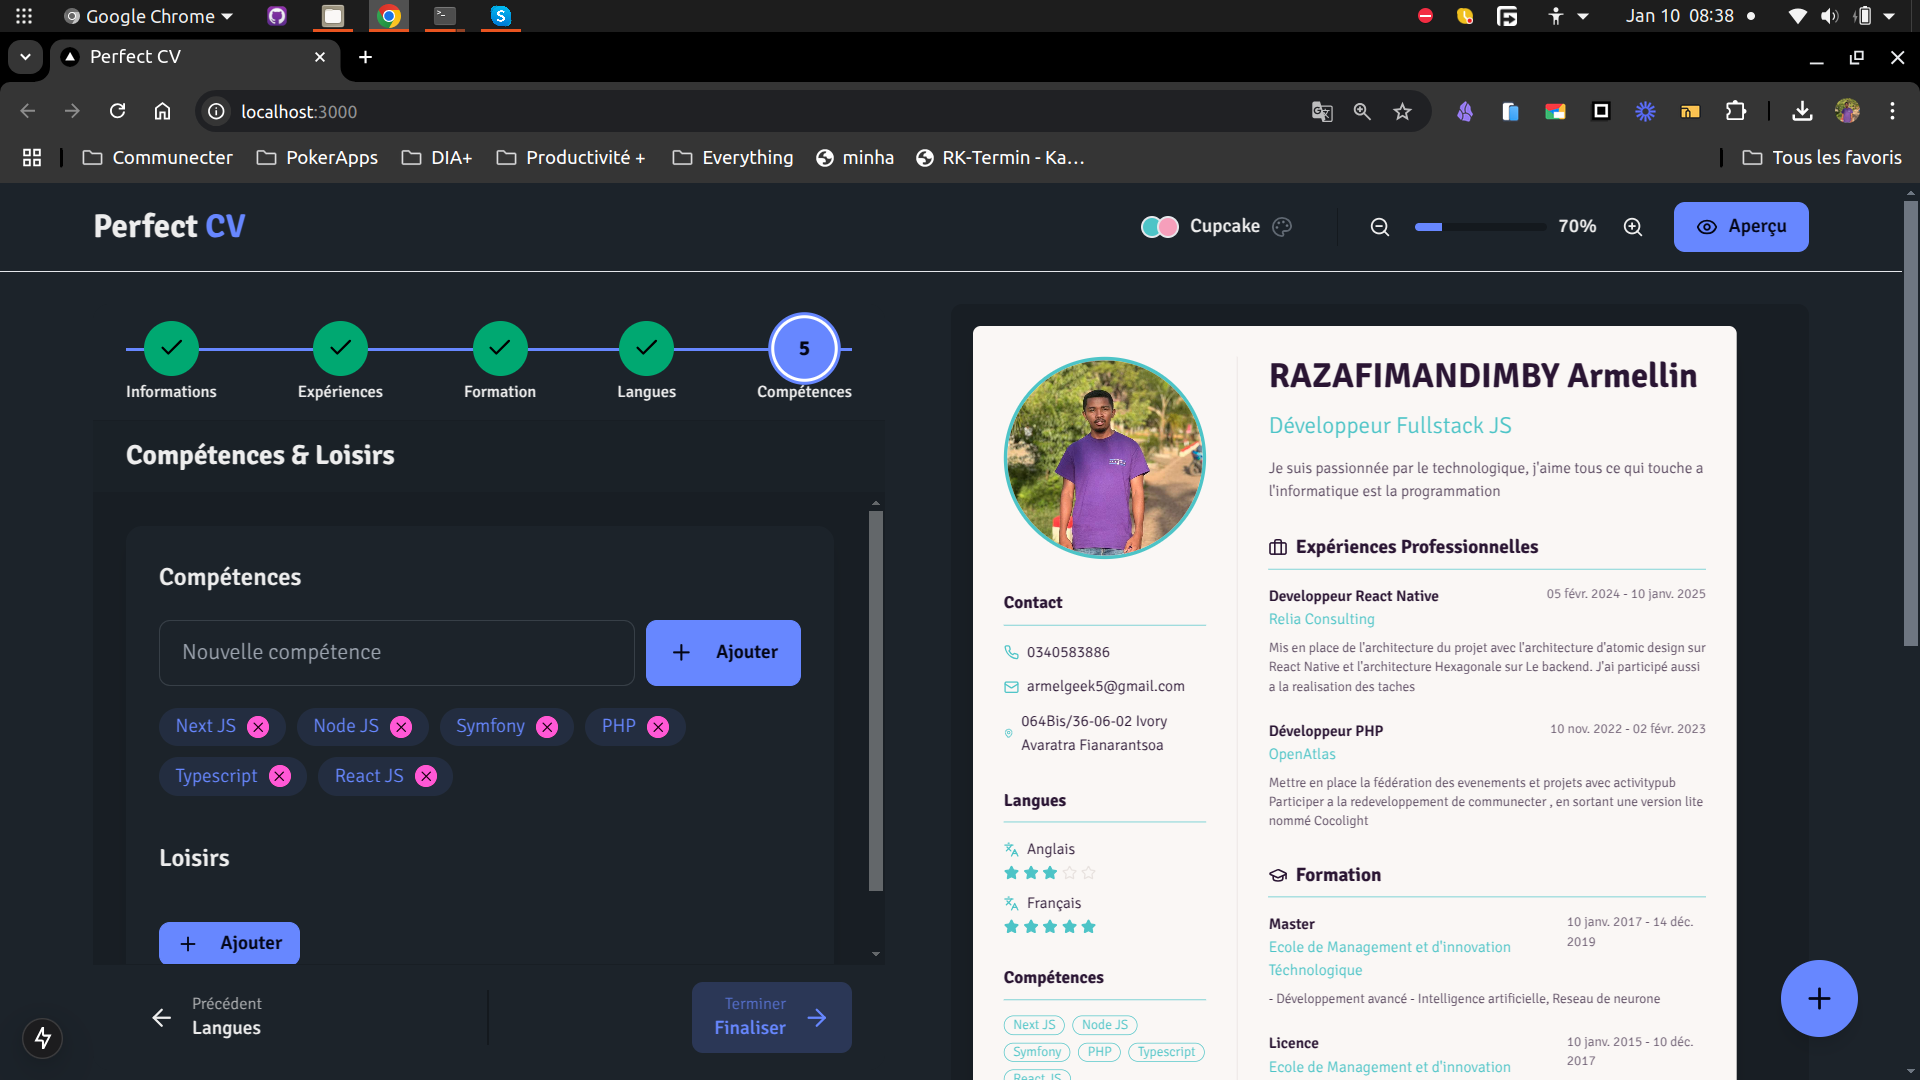 Google Chrome
Jan 10 08:38
Perfect CV
localhost:3000
Communecter
PokerApps
DIA+
Productivité +
Everything
minha
RK-Termin - Ka...
Tous les favoris
Perfect CV
Cupcake
70%
Aperçu
5
Informations
Expériences
Formation
Langues
Compétences
Compétences & Loisirs
Compétences
Nouvelle compétence
Ajouter
Next JS
Node JS
Symfony
PHP
Typescript
React JS
Loisirs
Ajouter
Précédent
Langues
Terminer
Finaliser
Contact
0340583886
armelgeek5@gmail.com
064Bis/36-06-02 Ivory
Avaratra Fianarantsoa
Langues
Anglais
Français
Compétences
Next JS
Node JS
Symfony
PHP
Typescript
React JS
RAZAFIMANDIMBY Armellin
Développeur Fullstack JS
Je suis passionnée par le technologique, j'aime tous ce qui touche a
l'informatique est la programmation
Expériences Professionnelles
Developpeur React Native
05 févr. 2024 - 10 janv. 2025
Relia Consulting
Mis en place de l'architecture du projet avec l'architecture d'atomic design sur
React Native et l'architecture Hexagonale sur Le backend. J'ai participé aussi
a la realisation des taches
Développeur PHP
10 nov. 2022 - 02 févr. 2023
OpenAtlas
Mettre en place la fédération des evenements et projets avec activitypub
Participer a la redeveloppement de communecter , en sortant une version lite
nommé Cocolight
Formation
Master
10 janv. 2017 - 14 déc.
2019
Ecole de Management et d'innovation
Téchnologique
- Développement avancé - Intelligence artificielle, Reseau de neurone
Licence
10 janv. 2015 - 10 déc.
2017
Ecole de Management et d'innovation